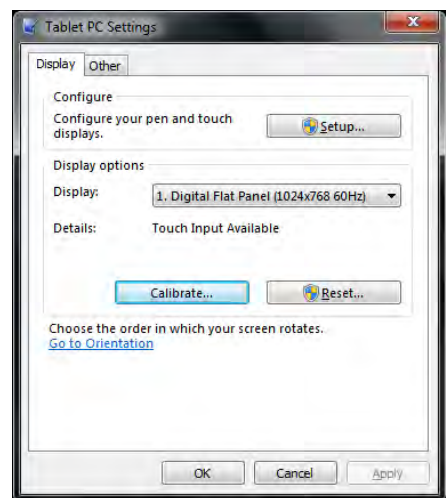 Tablet PC Settings
Display Other
Configure
Configure your pen and touch
displays.
Setup...
Display options
Display: 1. Digital Flat Panel (1024x768 60Hz)
Details: Touch Input Available
Calibrate... Reset...
Choose the order in which your screen rotates.
Go to Orientation
OK Cancel Apply